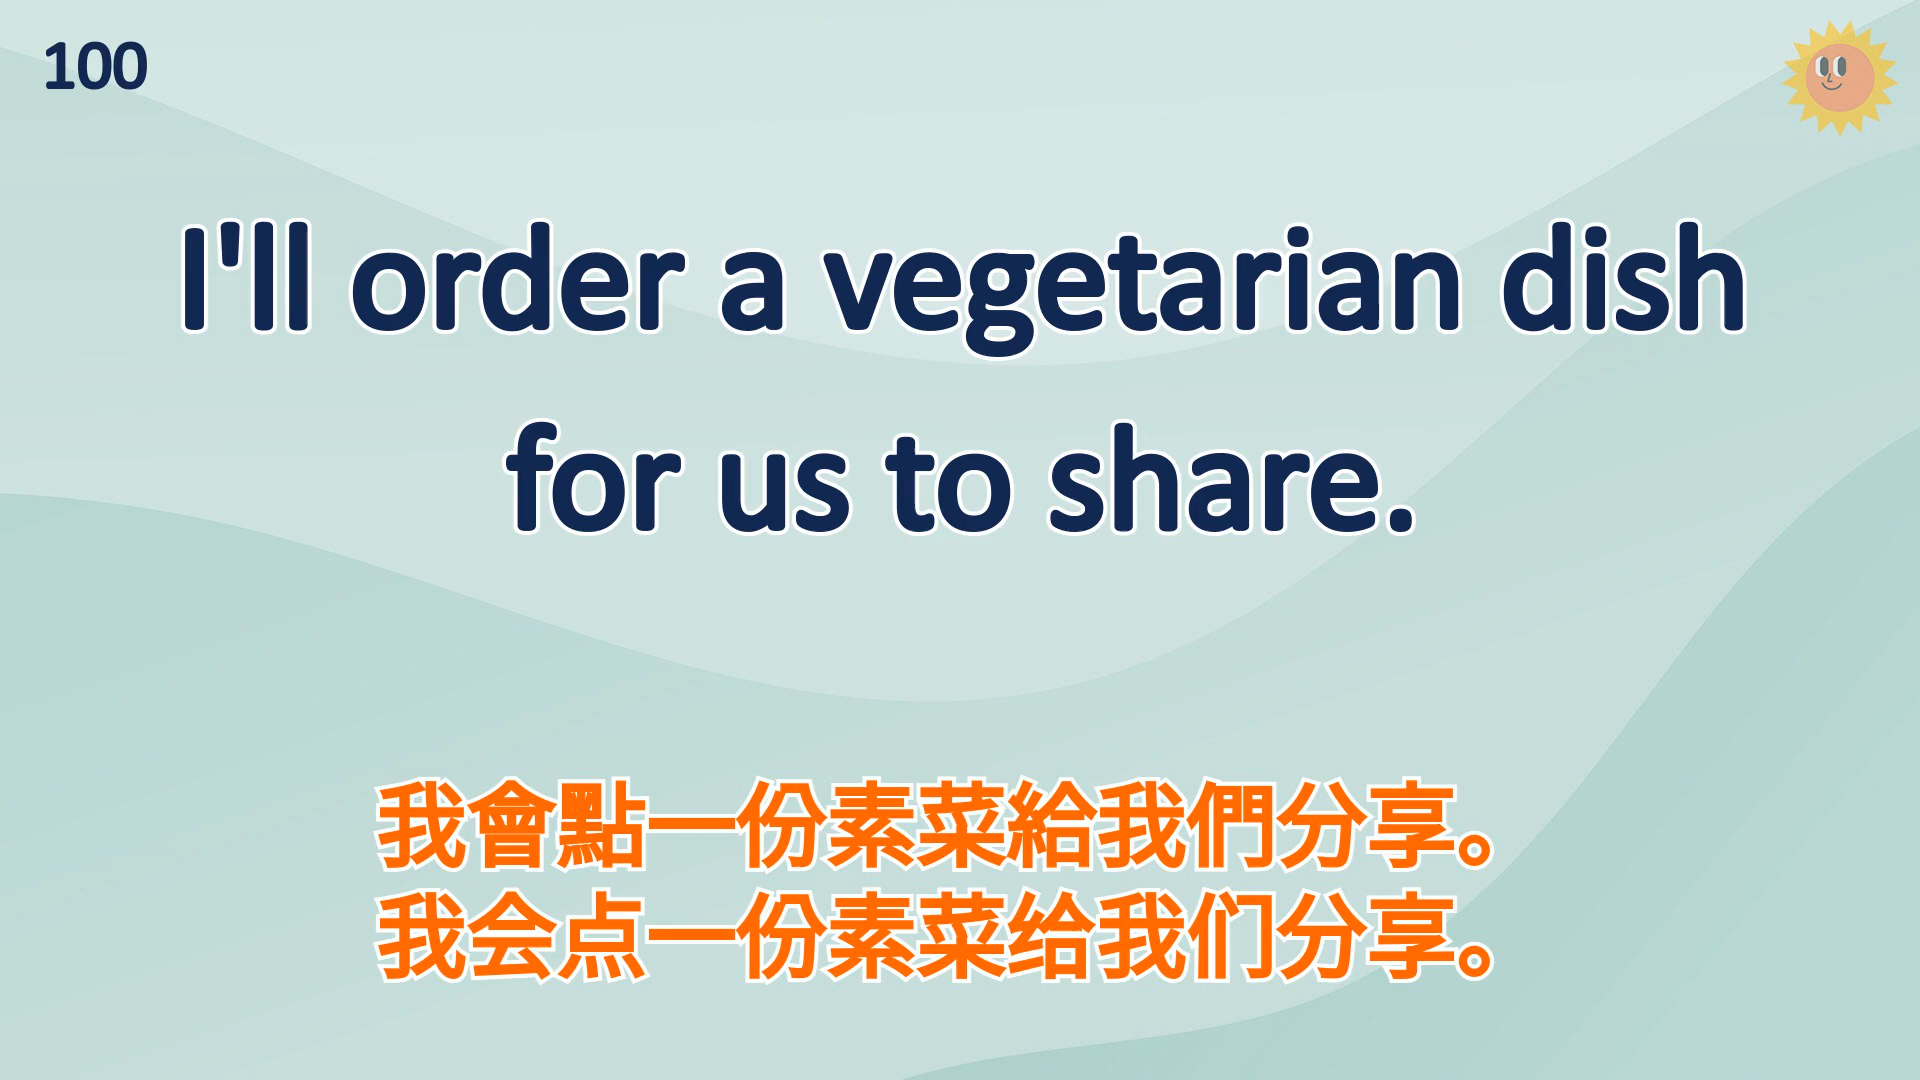 100
I'll order a vegetarian dish
for us to share.
我會點一份素菜給我們分享。
我会点一份素菜给我们分享。